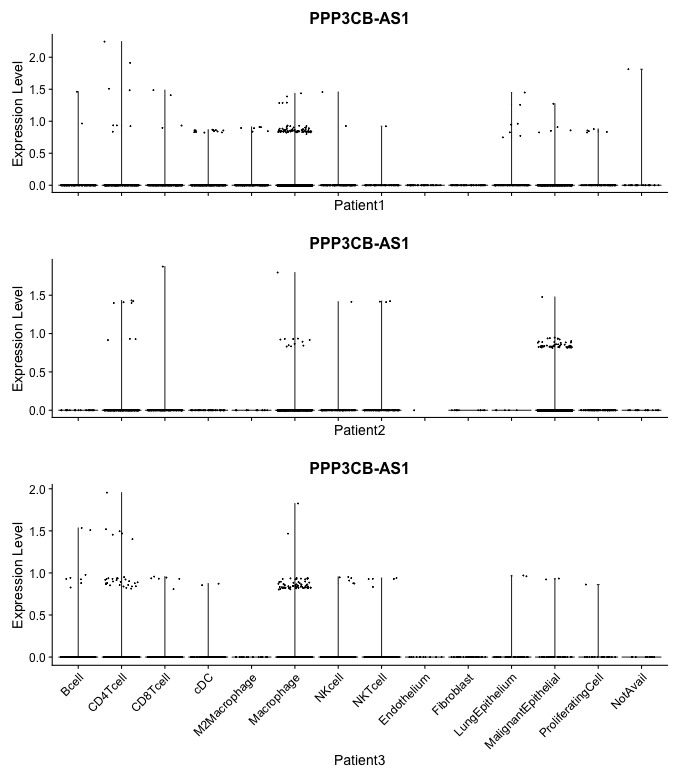 PPP3CB-AS1
Expression Level
2.0
1.5
1.0
0.5
0.0
Patient1
PPP3CB-AS1
Expression Level
1.5
1.0
0.5
0.0
Patient2
PPP3CB-AS1
Expression Level
2.0
1.5
1.0
0.5
0.0
Bcell
CD4Tcell
CD8Tcell
cDC
M2Macrophage
Macrophage
NKcell
NKTcell
Endothelium
Fibroblast
LungEpithelium
MalignantEpithelial
ProliferatingCell
NotAvail
Patient3